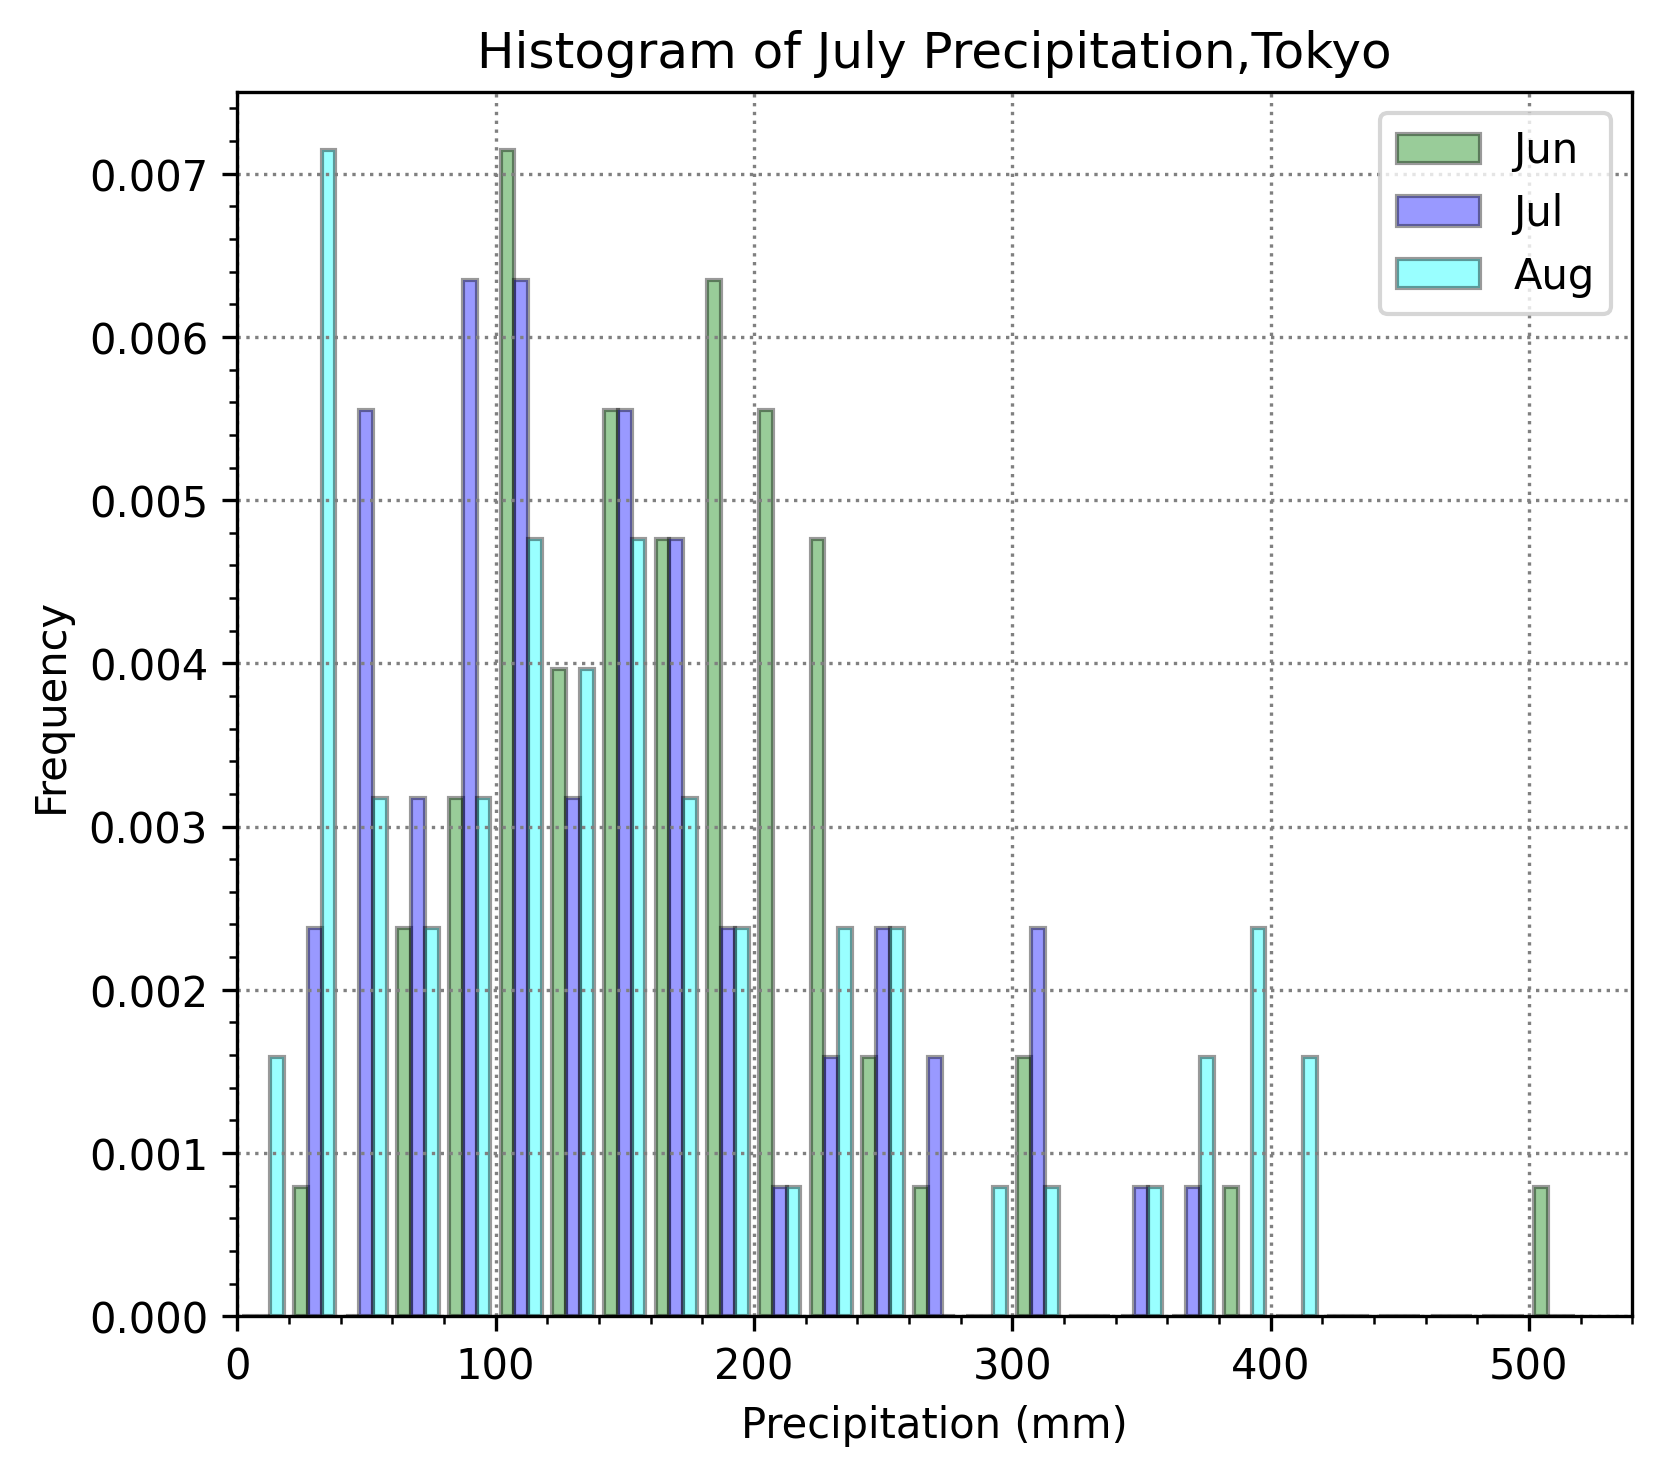 Histogram of July Precipitation,Tokyo
Jun
Jul
Aug
0.007
0.006
0.005
0.004
0.003
0.002
0.001
0.000
Frequency
0 100 200 300 400 500
Precipitation (mm)